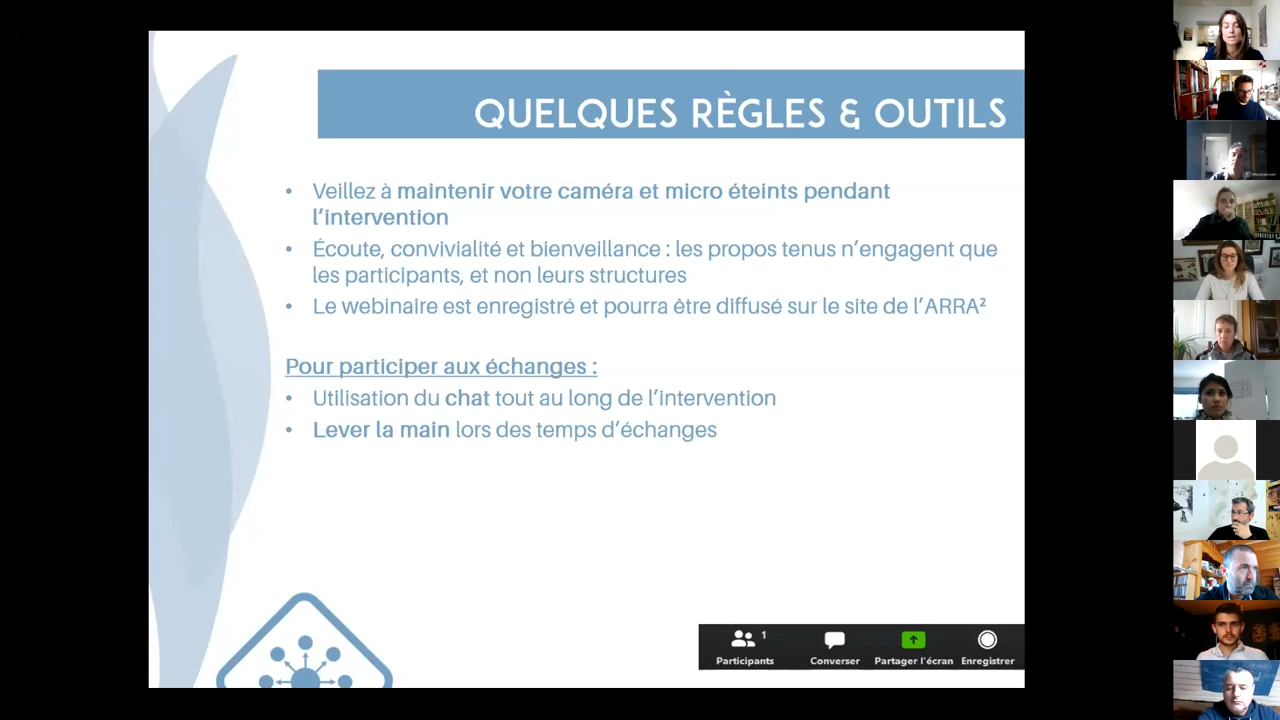 QUELQUES RÈGLES & OUTILS
• Veillez à maintenir votre caméra et micro éteints pendant
l'intervention
• Écoute, convivialité et bienveillance : les propos tenus n'engagent que
les participants, et non leurs structures
• Le webinaire est enregistré et pourra être diffusé sur le site de l'ARRA²
Pour participer aux échanges :
• Utilisation du chat tout au long de l'intervention
• Lever la main lors des temps d'échanges
1
Participants Converser Partager l'écran Enregistrer